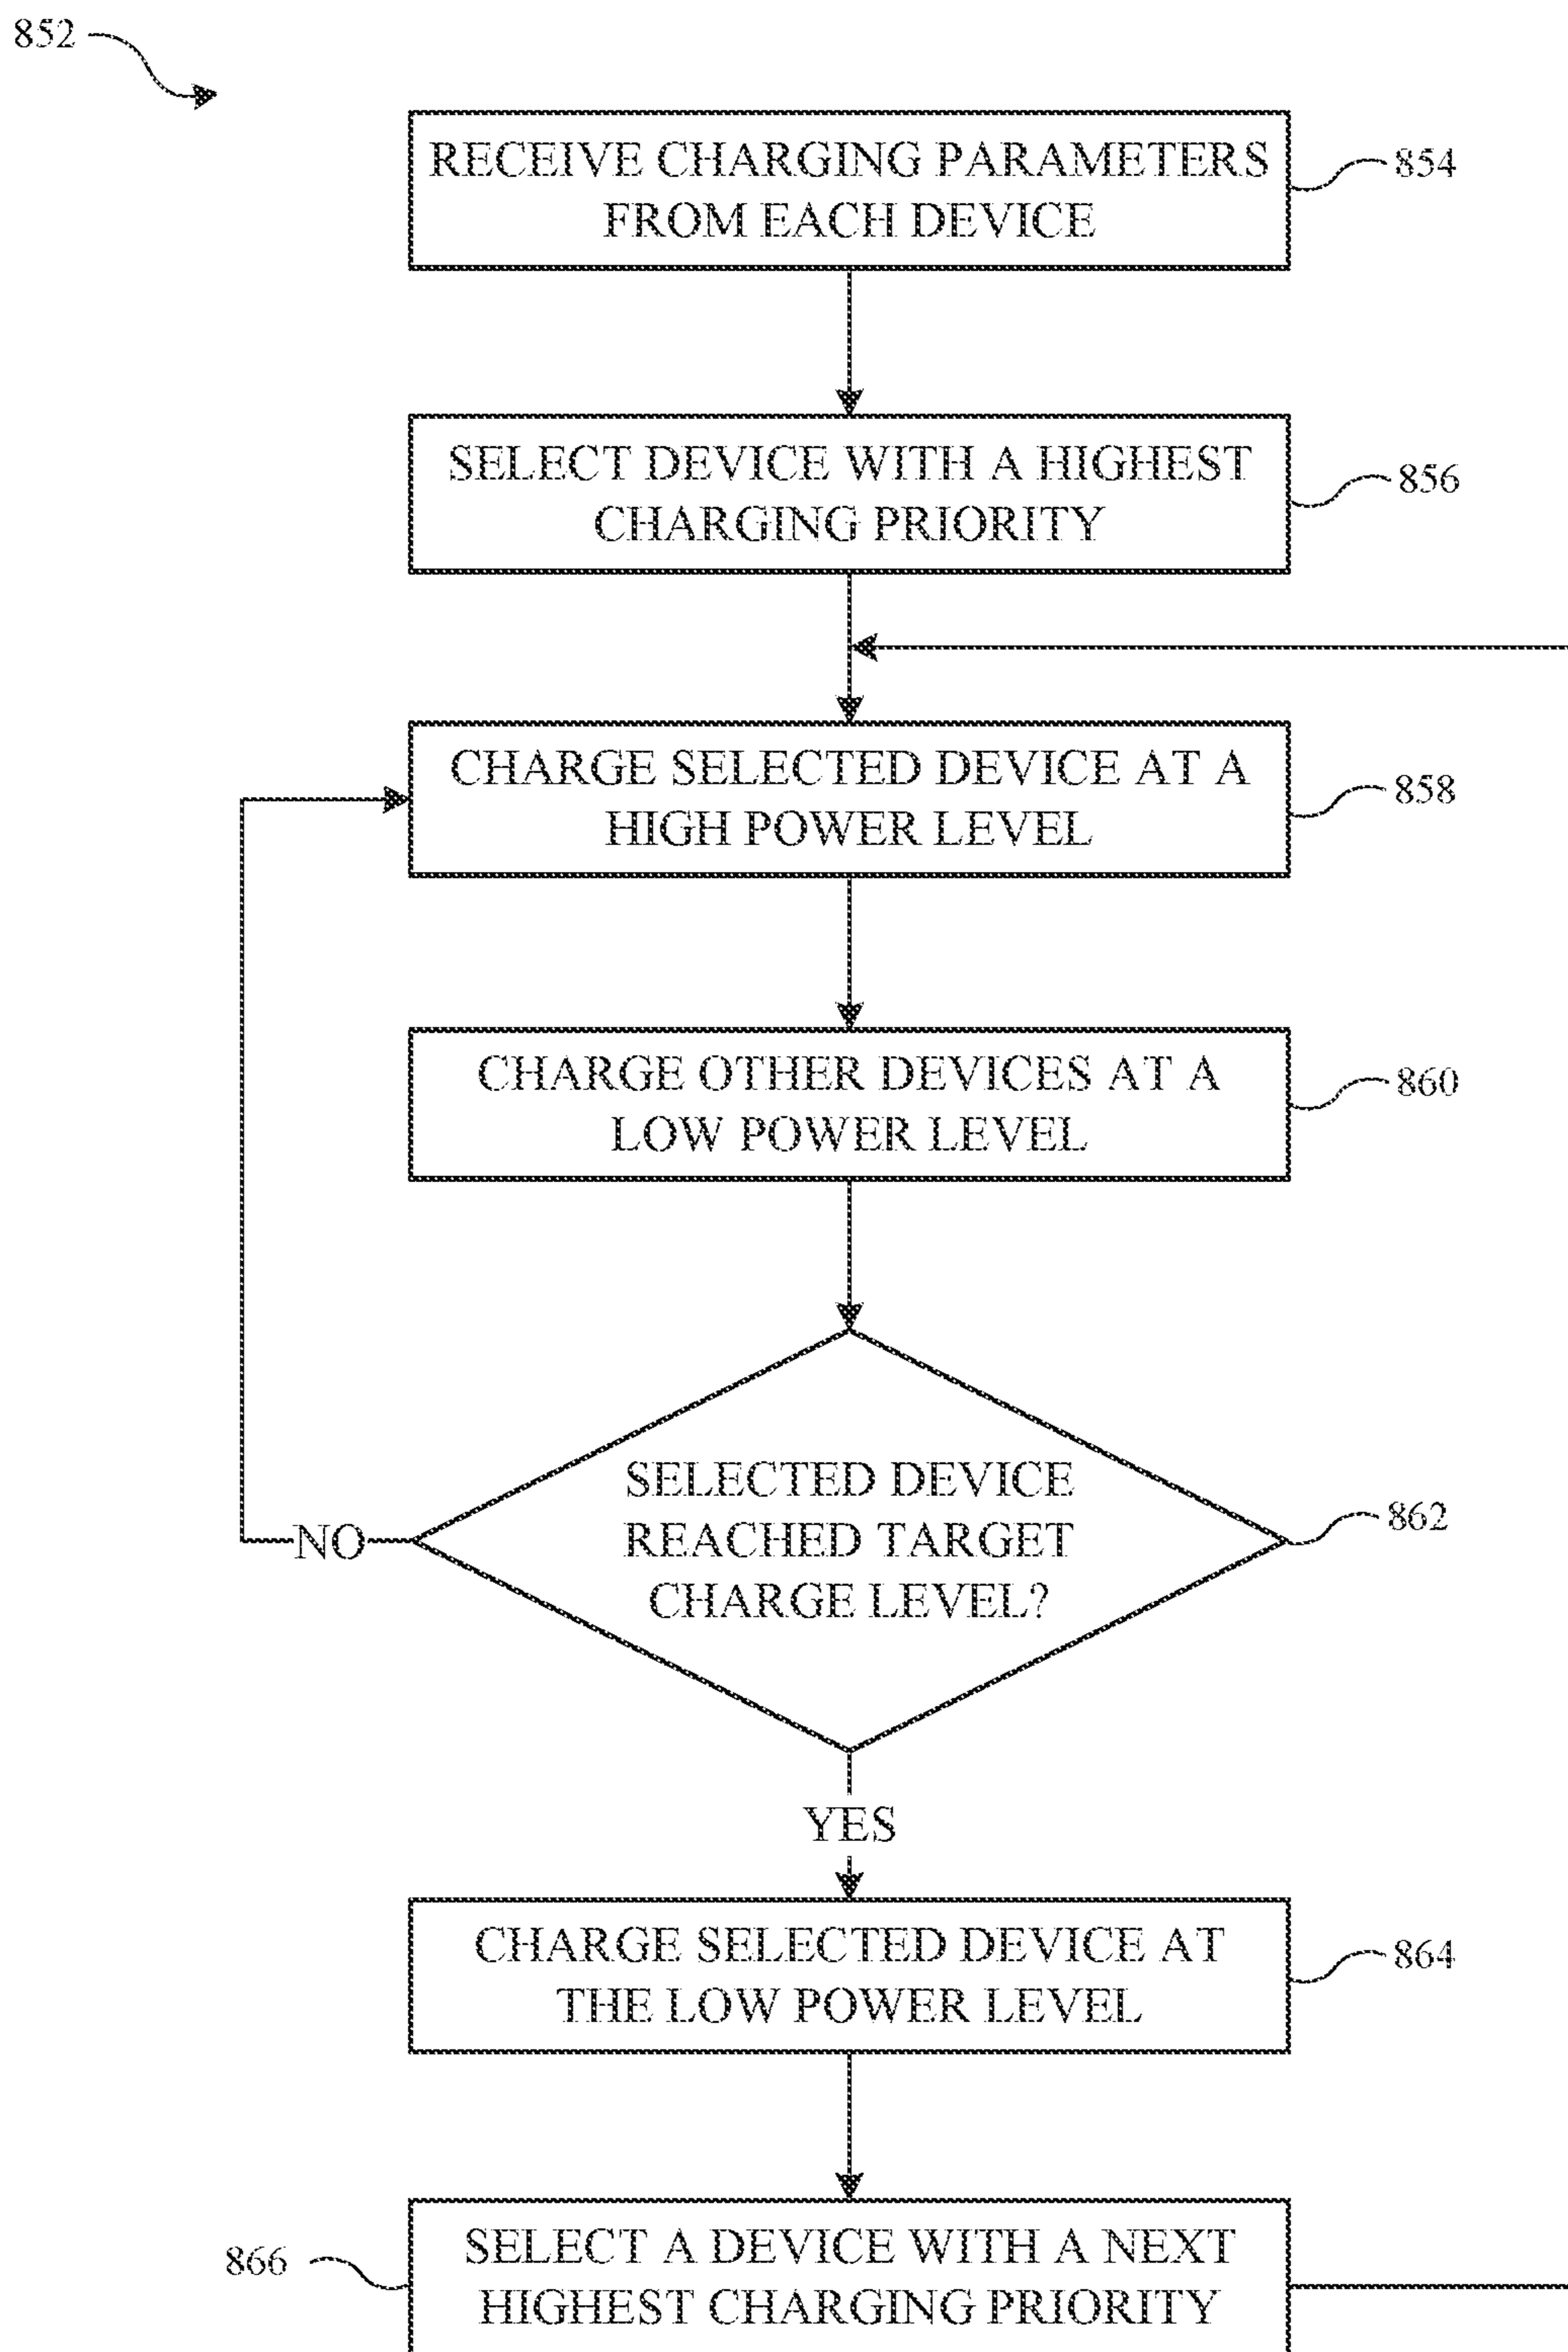 852
RECEIVE CHARGING PARAMETERS
FROM EACH DEVICE
854
SELECT DEVICE WITH A HIGHEST
CHARGING PRIORITY
856
CHARGE SELECTED DEVICE AT A
HIGH POWER LEVEL
858
CHARGE OTHER DEVICES AT A
LOW POWER LEVEL
860
SELECTED DEVICE
REACHED TARGET
CHARGE LEVEL?
862
NO
YES
CHARGE SELECTED DEVICE AT
THE LOW POWER LEVEL
864
866
SELECT A DEVICE WITH A NEXT
HIGHEST CHARGING PRIORITY